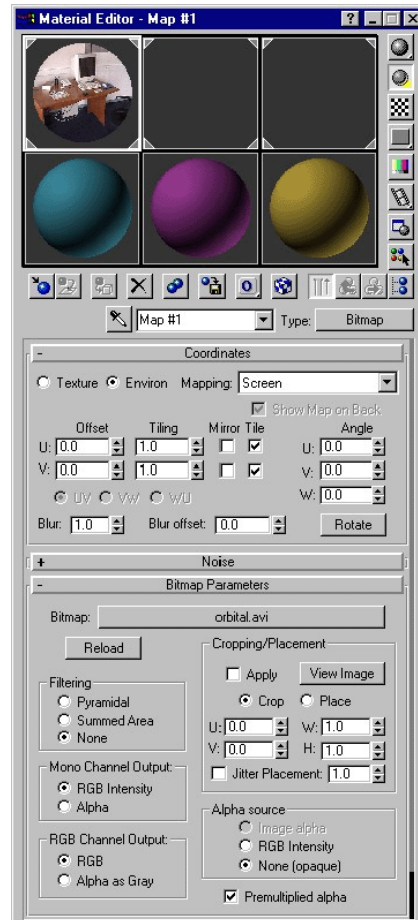 Material Editor - Map #1
Map #1 Type: Bitmap
- Coordinates
Texture Environ Mapping: Screen
Show Map on Back
Offset Tiling Mirror Tile Angle
U: 0.0 1.0 U: 0.0
V: 0.0 1.0 V: 0.0
UV VW WU W: 0.0
Blur: 1.0 Blur offset: 0.0 Rotate
+ Noise
- Bitmap Parameters
Bitmap: orbital.avi
Reload
Cropping/Placement
Apply View Image
Crop Place
U: 0.0 W: 1.0
V: 0.0 H: 1.0
Jitter Placement: 1.0
Filtering
Pyramidal
Summed Area
None
Mono Channel Output:
RGB Intensity
Alpha
RGB Channel Output:
RGB
Alpha as Gray
Alpha source
Image alpha
RGB Intensity
None (opaque)
Premultiplied alpha